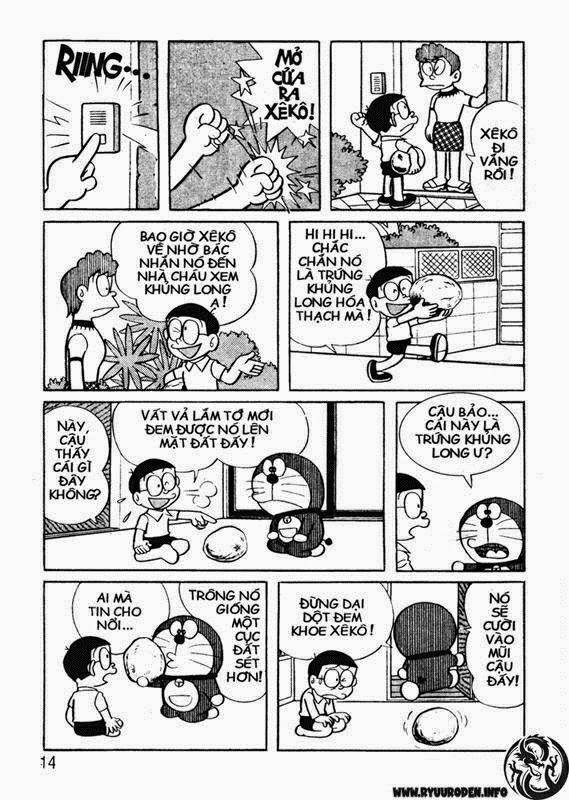 RIING...
MỞ
CỬA
RA
XÊKÔ!
XÊKÔ
ĐI
VẮNG
RỒI!
BAO GIỜ XÊKÔ
VỀ NHỜ BÁC
NHẮN NÓ ĐẾN
NHÀ CHÁU XEM
KHỦNG LONG
Ạ!
HI HI HI...
CHẮC
CHẮN NÓ
LÀ TRỨNG
KHỦNG
LONG HÓA
THẠCH MÀ!
NÀY,
CẬU
THẤY
CÁI GÌ
ĐÂY
KHÔNG?
VẤT VẢ LẮM TỚ MỚI
ĐEM ĐƯỢC NÓ LÊN
MẶT ĐẤT ĐẤY!
CẬU BẢO...
CÁI NÀY LÀ
TRỨNG KHỦNG
LONG Ư?
AI MÀ
TIN CHO
NỔI...
TRÔNG NÓ
GIỐNG
MỘT
CỤC
ĐẤT
SÉT
HƠN!
ĐỪNG DẠI
DỘT ĐEM
KHOE XÊKÔ!
NÓ
SẼ
CƯỜI
VÀO
MŨI
CẬU
ĐẤY!
14
WWW.RYUURODEN.INFO